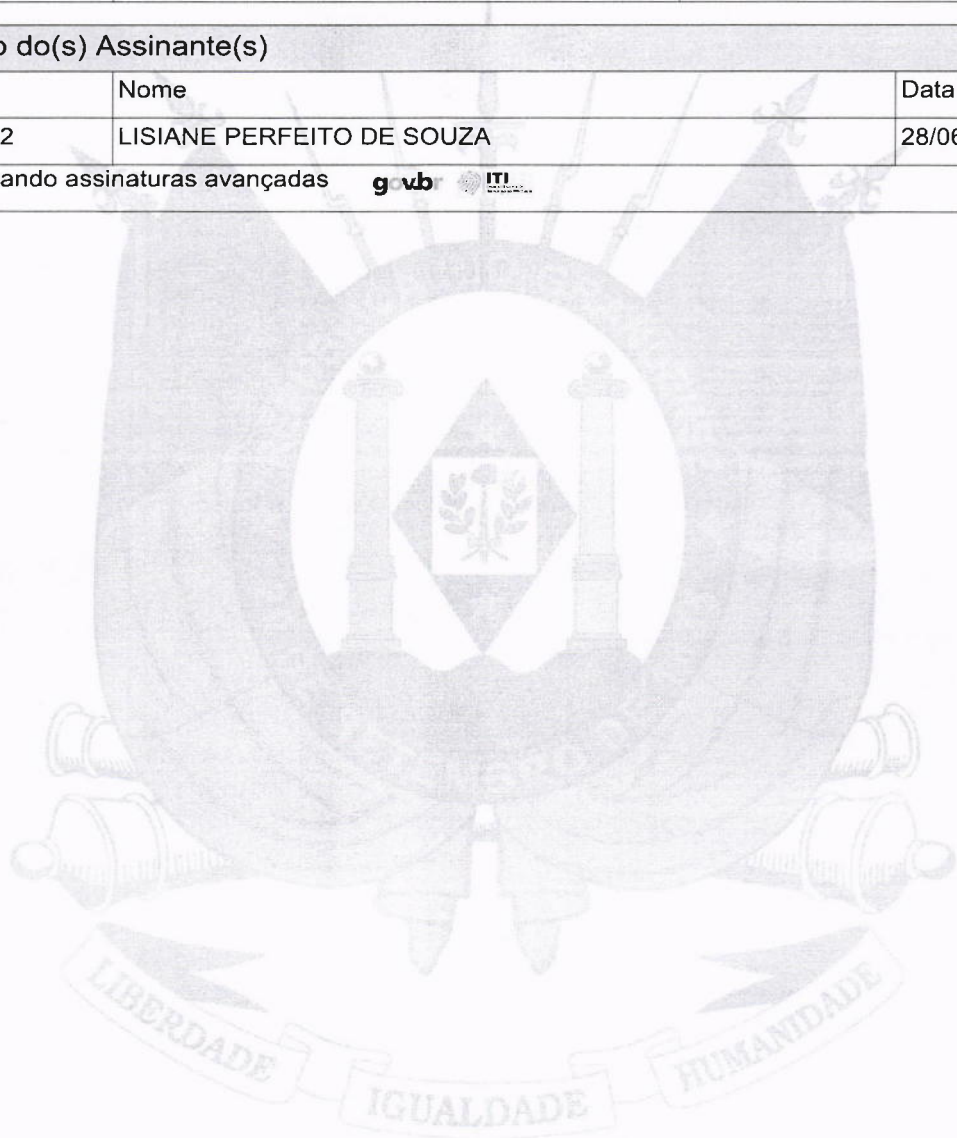 o do(s) Assinante(s)
Nome Data
2 LISIANE PERFEITO DE SOUZA 28/06
ando assinaturas avançadas gov.br ITI
LIBERDADE IGUALDADE HUMANIDADE